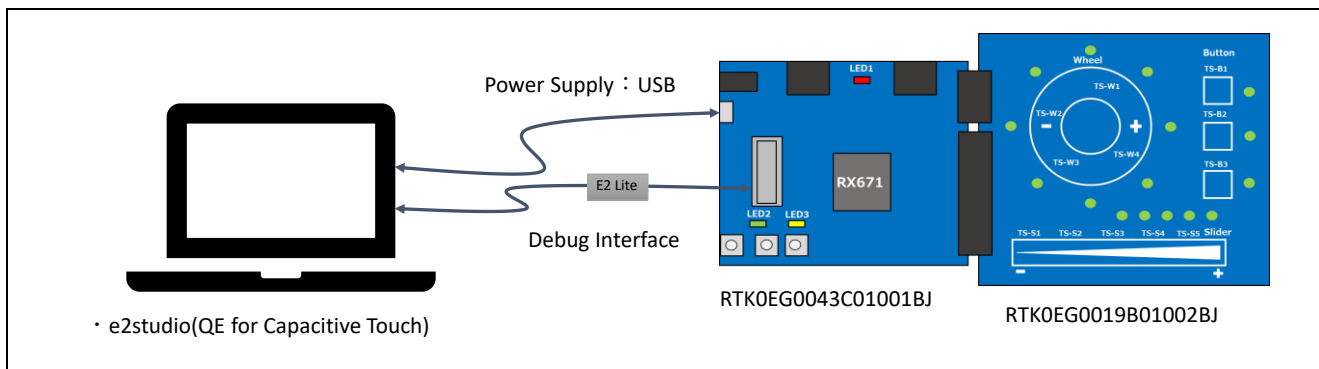 Power Supply：USB
E2 Lite
Debug Interface
・e2studio(QE for Capacitive Touch)
LED1
RX671
LED2
LED3
RTK0EG0043C01001BJ
Wheel
TS-W1
TS-W2
- +
TS-W3
TS-W4
Button
TS-B1
TS-B2
TS-B3
TS-S1 TS-S2 TS-S3 TS-S4 TS-S5 Slider
- +
RTK0EG0019B01002BJ